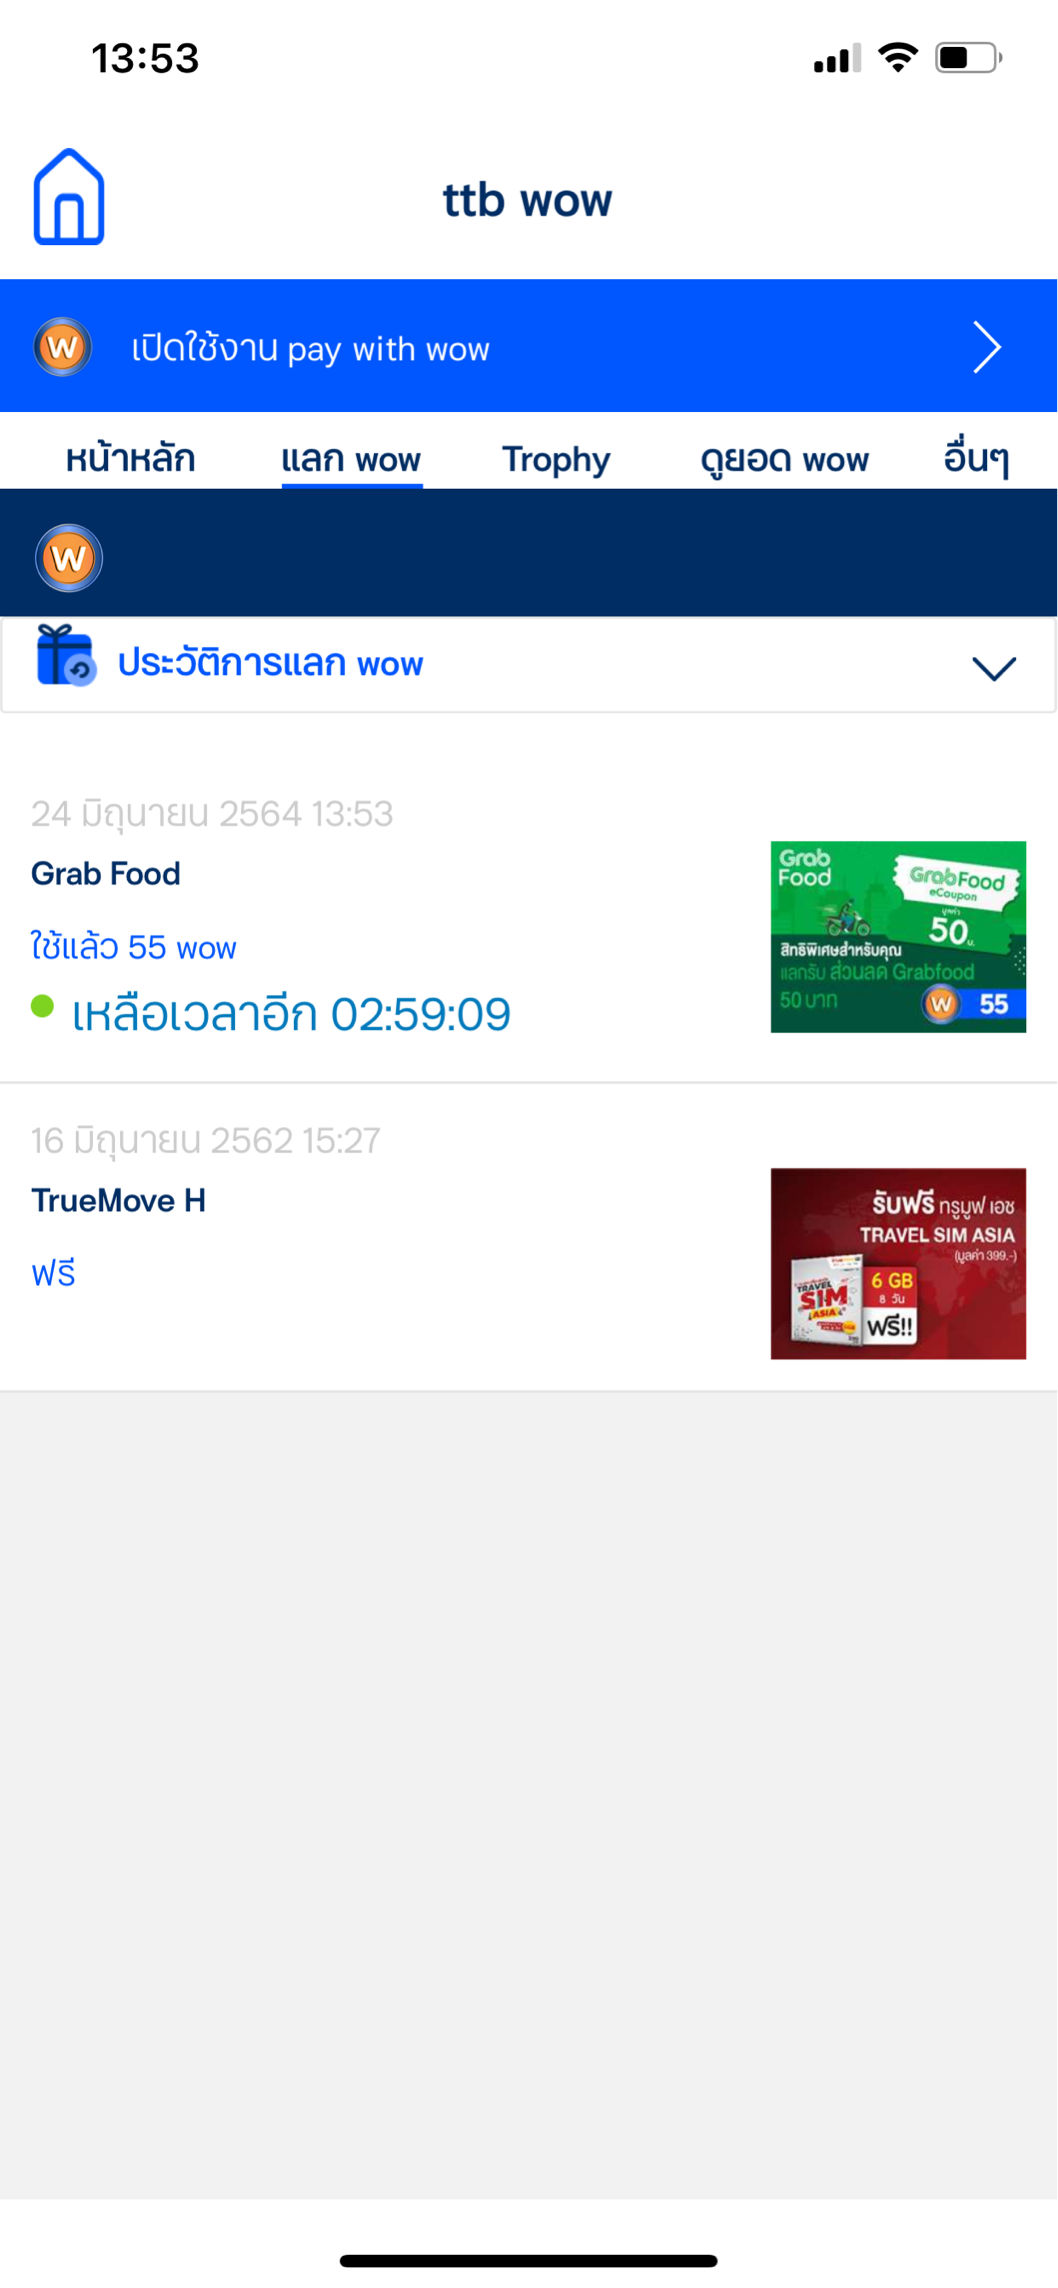 13:53
ttb wow
W เปิดใช้งาน pay with wow
หน้าหลัก แลก wow Trophy ดูยอด wow อื่นๆ
W
ประวัติการแลก wow
24 มิถุนายน 2564 13:53
Grab Food
ใช้แล้ว 55 wow
เหลือเวลาอีก 02:59:09
Grab
Food
GrabFood
eCoupon
มูลค่า
50 บ.
สิทธิพิเศษสำหรับคุณ
แลกรับ ส่วนลด Grabfood
50 บาท
W 55
16 มิถุนายน 2562 15:27
TrueMove H
ฟรี
รับฟรี ทรูมูฟ เอช
TRAVEL SIM ASIA
(มูลค่า 399.-)
TRAVEL
SIM
ASIA
6 GB
8 วัน
ฟรี!!